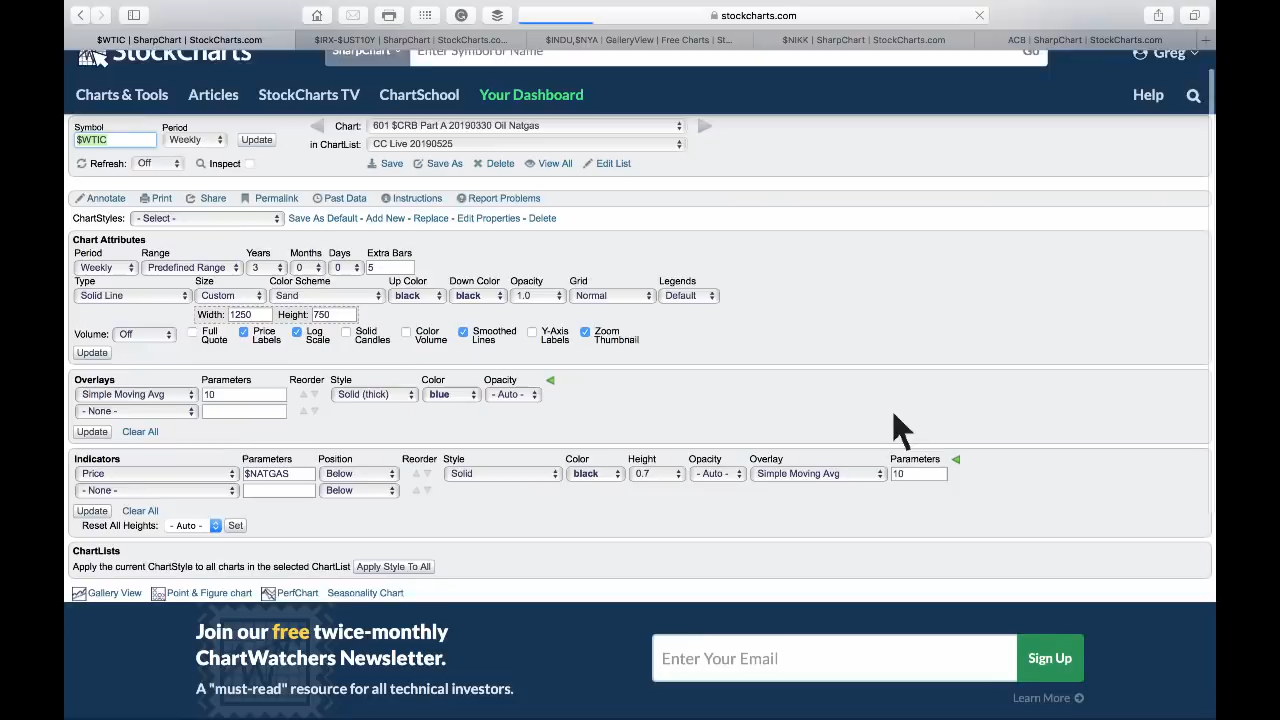 stockcharts.com
$WTIC | SharpChart | StockCharts.com
$IRX-$UST10Y | SharpChart | StockCharts.co...
$INDU,$NYA | GalleryView | Free Charts | St...
$NIKK | SharpChart | StockCharts.com
ACB | SharpChart | StockCharts.com
StockCharts
SharpChart
Enter Symbol or Name
Go
Greg
Charts & Tools
Articles
StockCharts TV
ChartSchool
Your Dashboard
Help
Symbol
Period
$WTIC
Weekly
Update
Chart:
601 $CRB Part A 20190330 Oil Natgas
in ChartList:
CC Live 20190525
Refresh:
Off
Inspect
Save
Save As
Delete
View All
Edit List
Annotate
Print
Share
Permalink
Past Data
Instructions
Report Problems
ChartStyles:
- Select -
Save As Default - Add New - Replace - Edit Properties - Delete
Chart Attributes
Period
Range
Years
Months
Days
Extra Bars
Weekly
Predefined Range
3
0
0
5
Type
Size
Color Scheme
Up Color
Down Color
Opacity
Grid
Legends
Solid Line
Custom
Sand
black
black
1.0
Normal
Default
Width:
1250
Height:
750
Volume:
Off
Full Quote
Price Labels
Log Scale
Solid Candles
Color Volume
Smoothed Lines
Y-Axis Labels
Zoom Thumbnail
Update
Overlays
Parameters
Reorder
Style
Color
Opacity
Simple Moving Avg
10
Solid (thick)
blue
- Auto -
- None -
Update
Clear All
Indicators
Parameters
Position
Reorder
Style
Color
Height
Opacity
Overlay
Parameters
Price
$NATGAS
Below
Solid
black
0.7
- Auto -
Simple Moving Avg
10
- None -
Below
Update
Clear All
Reset All Heights:
- Auto -
Set
ChartLists
Apply the current ChartStyle to all charts in the selected ChartList
Apply Style To All
Gallery View
Point & Figure chart
PerfChart
Seasonality Chart
Join our free twice-monthly
ChartWatchers Newsletter.
A "must-read" resource for all technical investors.
Enter Your Email
Sign Up
Learn More